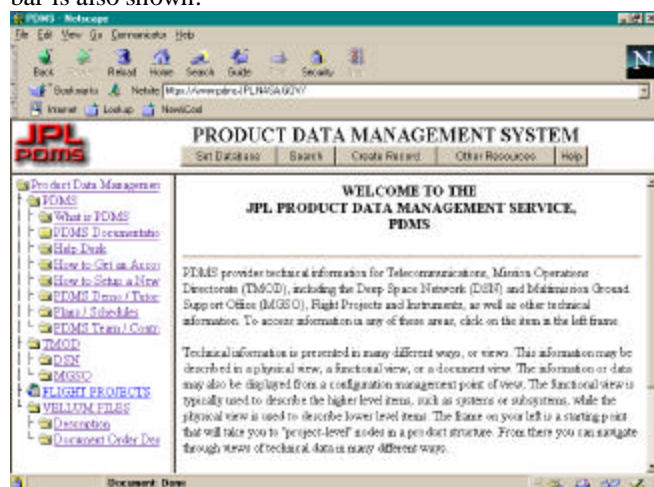 bar is also shown.
PDMS - Netscape
File Edit View Go Communicator Help
Back Reload Home Search Guide Security
Bookmarks Netsite
Internet Lookup New&Cool
JPL
PDMS
PRODUCT DATA MANAGEMENT SYSTEM
Set Database Search Create Record Other Resources Help
Product Data Managemen
PDMS
What is PDMS
PDMS Documentatio
Help Desk
How to Get an Accou
How to Setup a New
PDMS Demo / Tutor
Plans / Schedules
PDMS Team / Contr
TMOD
DSN
MGSO
FLIGHT PROJECTS
VELLUM FILES
Description
Document Order Des
WELCOME TO THE
JPL PRODUCT DATA MANAGEMENT SERVICE,
PDMS
PDMS provides technical information for Telecommunications, Mission Operations
Directorate (TMOD), including the Deep Space Network (DSN) and Multimission Ground
Support Office (MGSO), Flight Projects and Instruments, as well as other technical
information. To access information in any of these areas, click on the item in the left frame.
Technical information is presented in many different ways, or views. This information may be
described in a physical view, a functional view, or a document view. The information or data
may also be displayed from a configuration management point of view. The functional view is
typically used to describe the higher level items, such as systems or subsystems, while the
physical view is used to describe lower level items. The frame on your left is a starting point
that will take you to "project-level" nodes in a product structure. From there you can navigate
through views of technical data in many different ways.
Document: Done